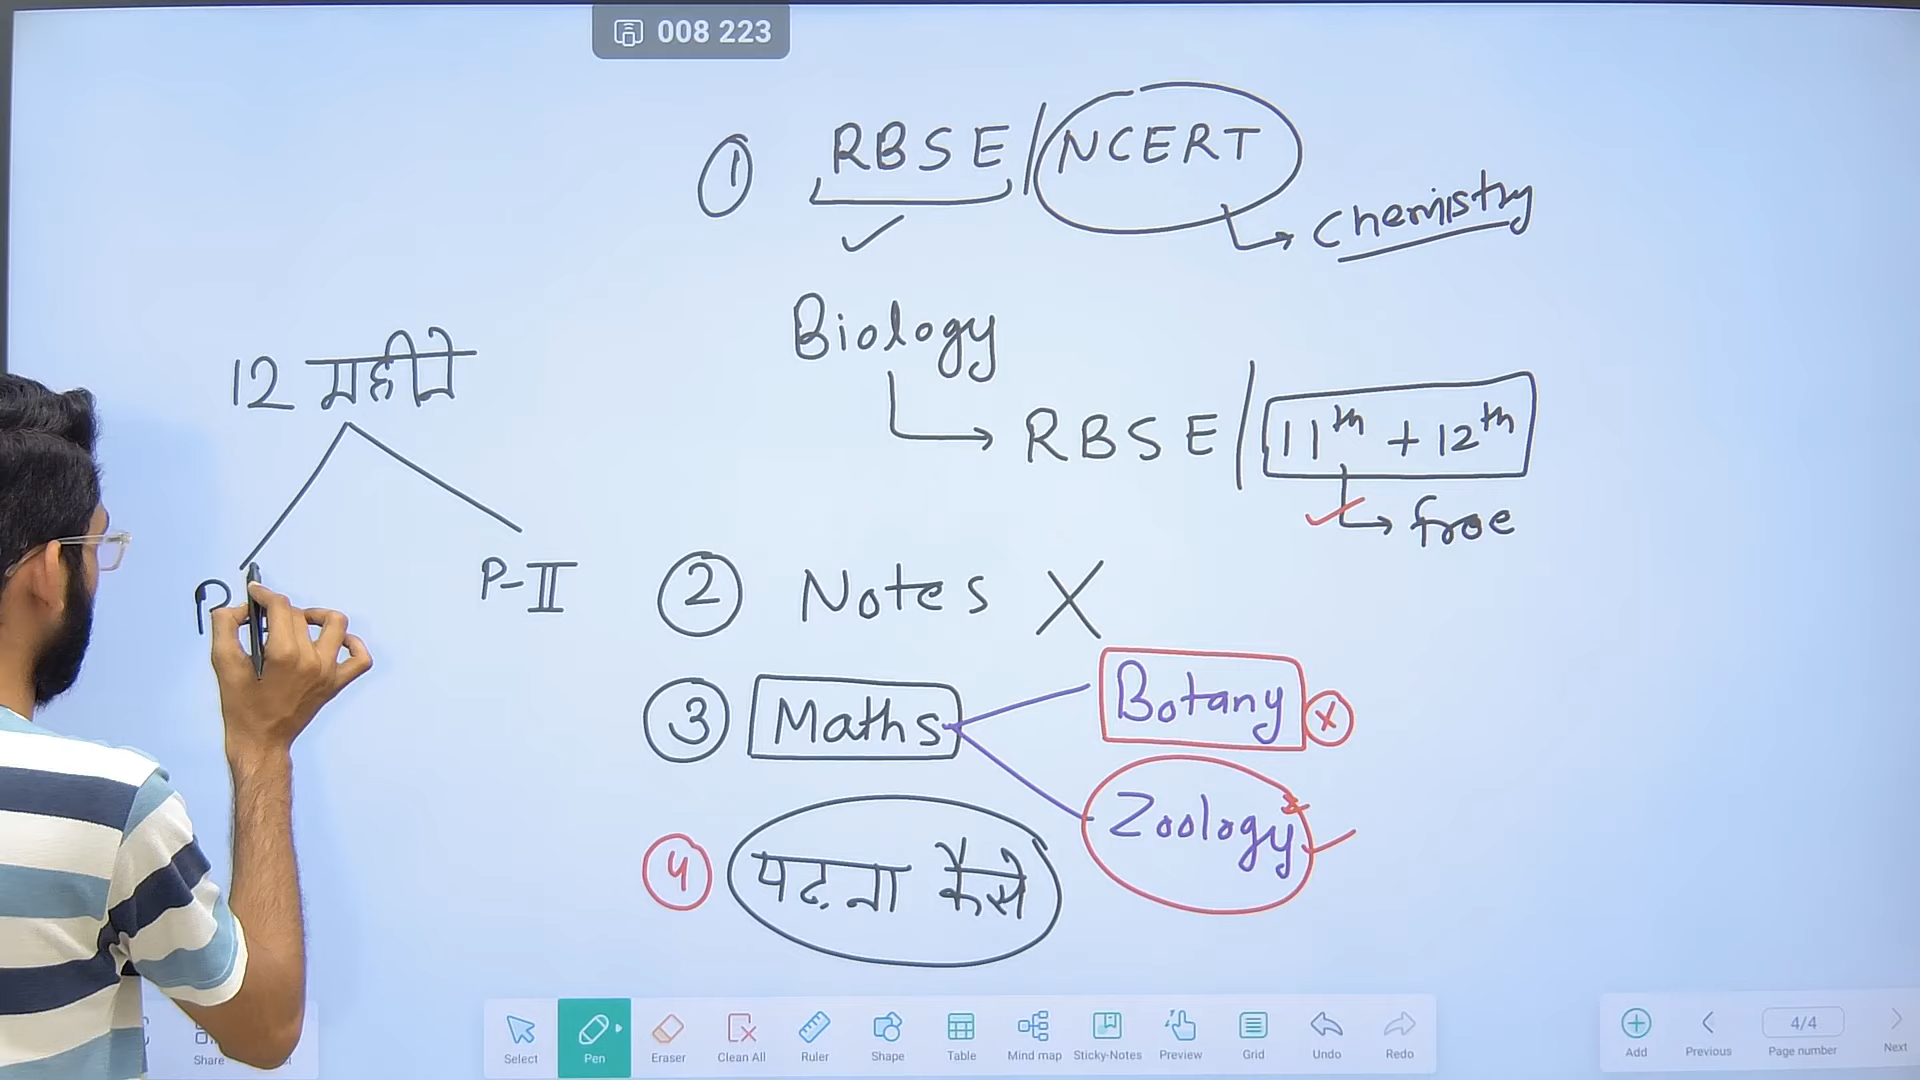 008 223
① RBSE / NCERT
Chemistry
Biology
RBSE / 11th + 12th
free
12 महीने
P-II
② Notes X
③ Maths
Botany X
Zoology
4 पढ़ना कैसे
Share
Select Pen Eraser Clean All Ruler Shape Table Mind map Sticky-Notes Preview Grid Undo Redo
4/4
Add Previous Page number Next